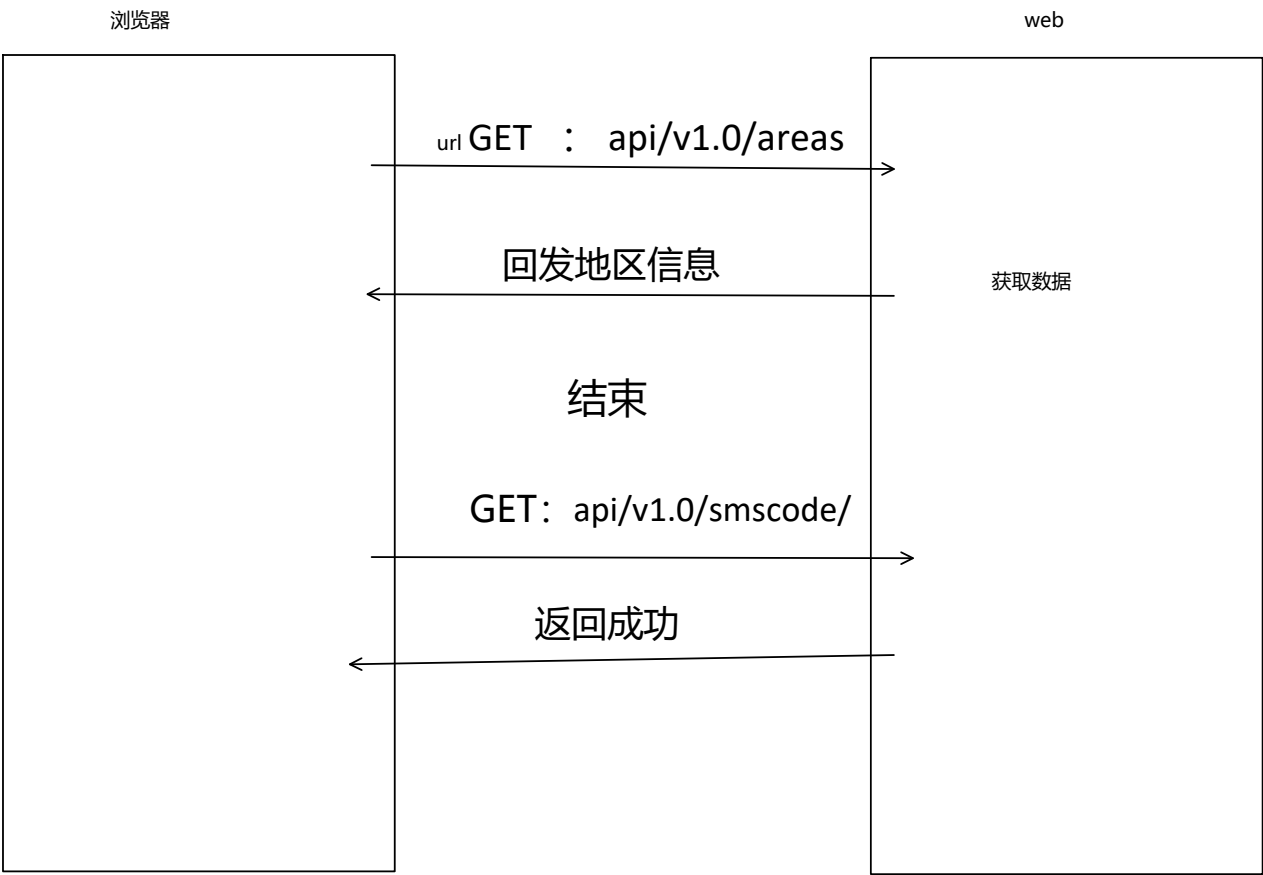 浏览器
web
url GET ： api/v1.0/areas
回发地区信息
获取数据
结束
GET：api/v1.0/smscode/
返回成功